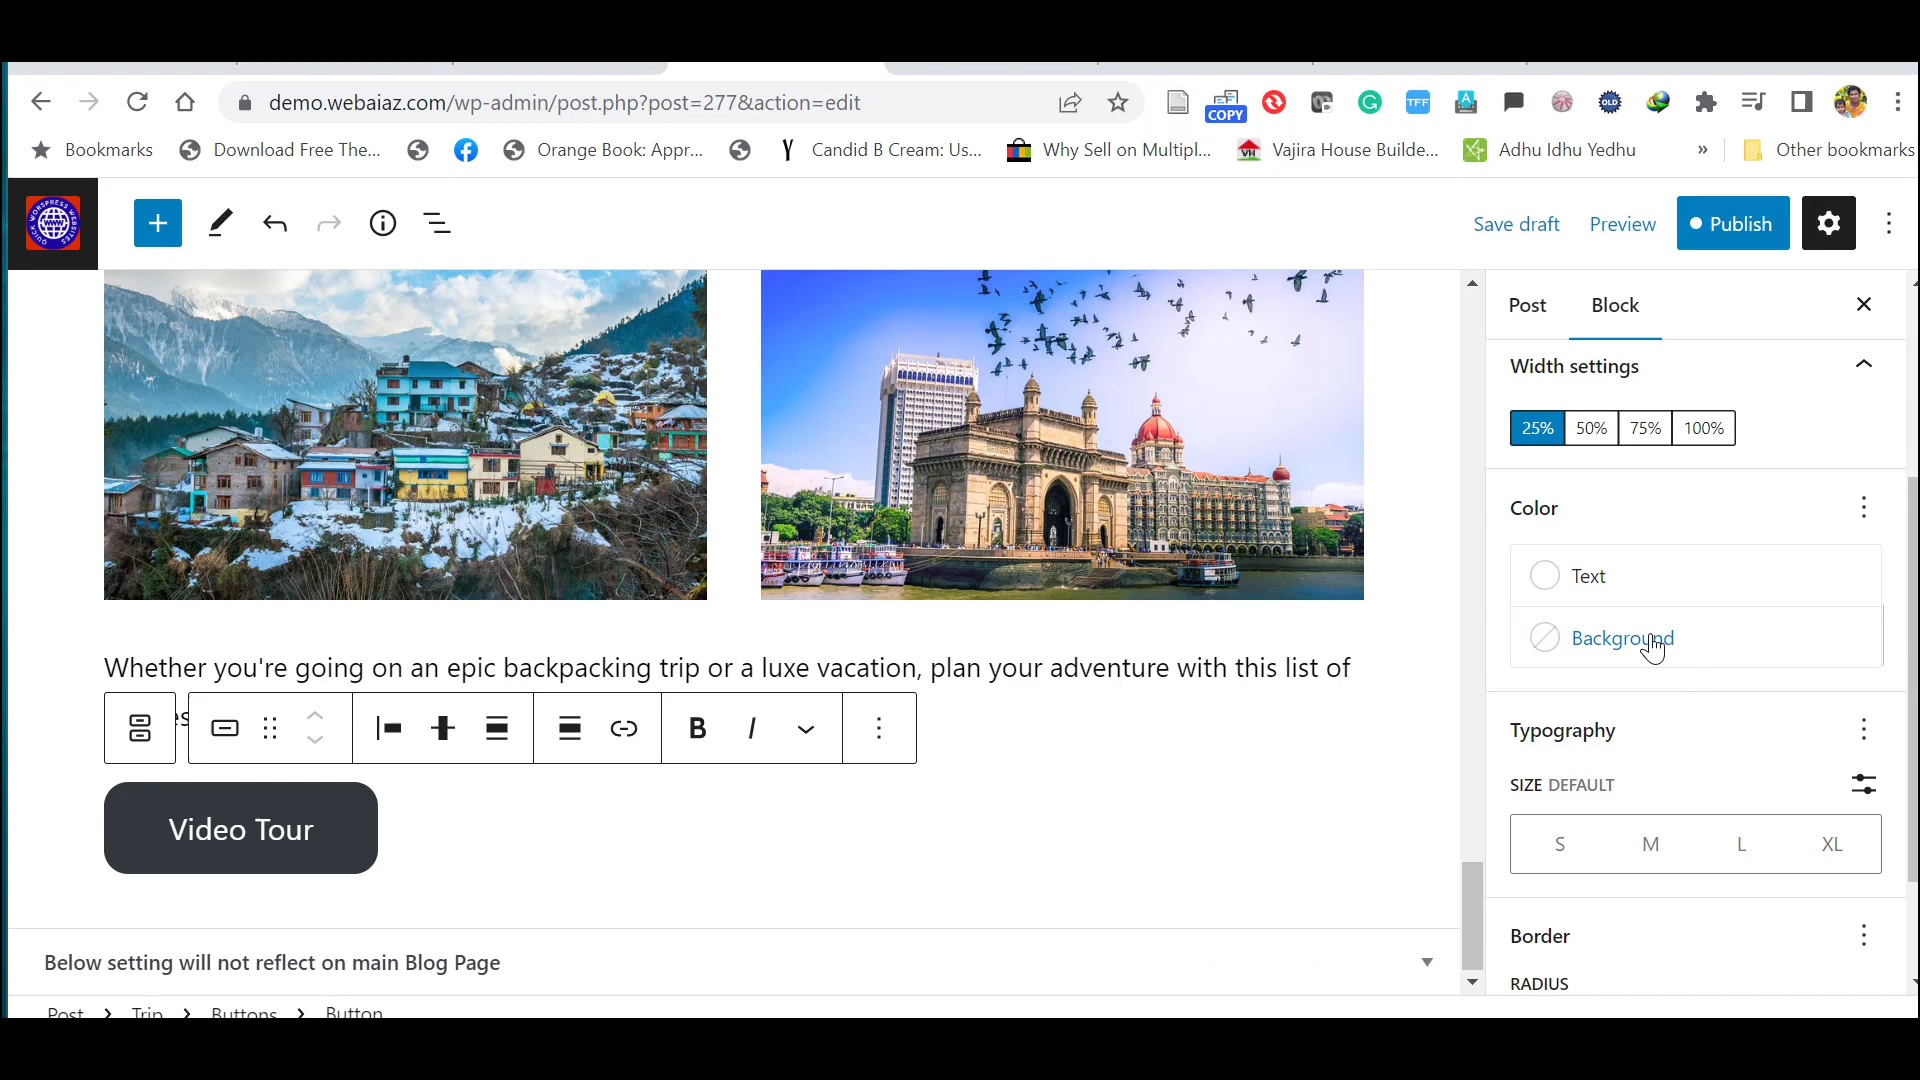 demo.webaiaz.com/wp-admin/post.php?post=277&action=edit
COPY
TFF
A
OLD
Bookmarks
Download Free The...
Orange Book: Appr...
Candid B Cream: Us...
Why Sell on Multipl...
VH
Vajira House Builde...
Adhu Idhu Yedhu
»
Other bookmarks
Save draft
Preview
Publish
Post
Block
Width settings
25%
50%
75%
100%
Color
Text
Background
Typography
SIZE DEFAULT
S
M
L
XL
Border
RADIUS
Whether you're going on an epic backpacking trip or a luxe vacation, plan your adventure with this list of
es
B
I
Video Tour
Below setting will not reflect on main Blog Page
Post
Trip
Buttons
Button